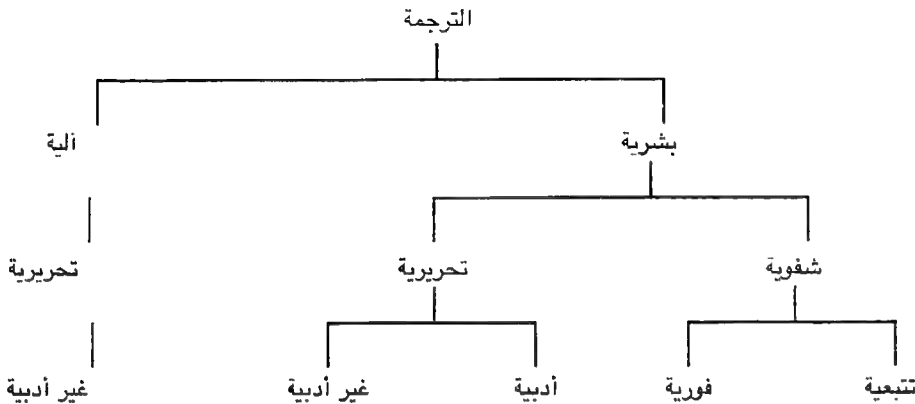 الترجمة
بشرية آلية
شفوية تحريرية تحريرية
تتبعية فورية أدبية غير أدبية غير أدبية